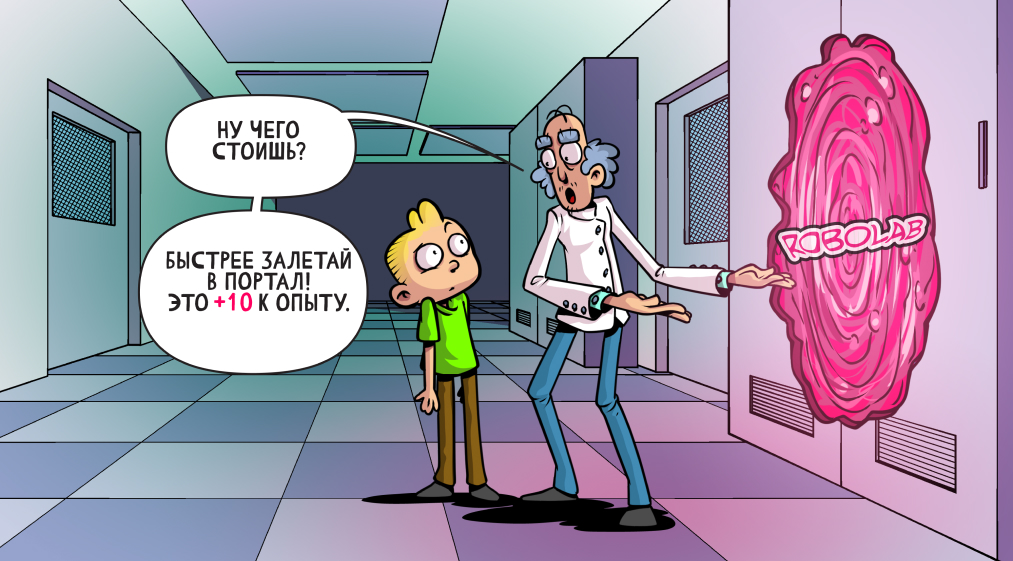 НУ ЧЕГО
СТОИШЬ?
БЫСТРЕЕ ЗАЛЕТАЙ
В ПОРТАЛ!
ЭТО +10 К ОПЫТУ.
ROBOLAB